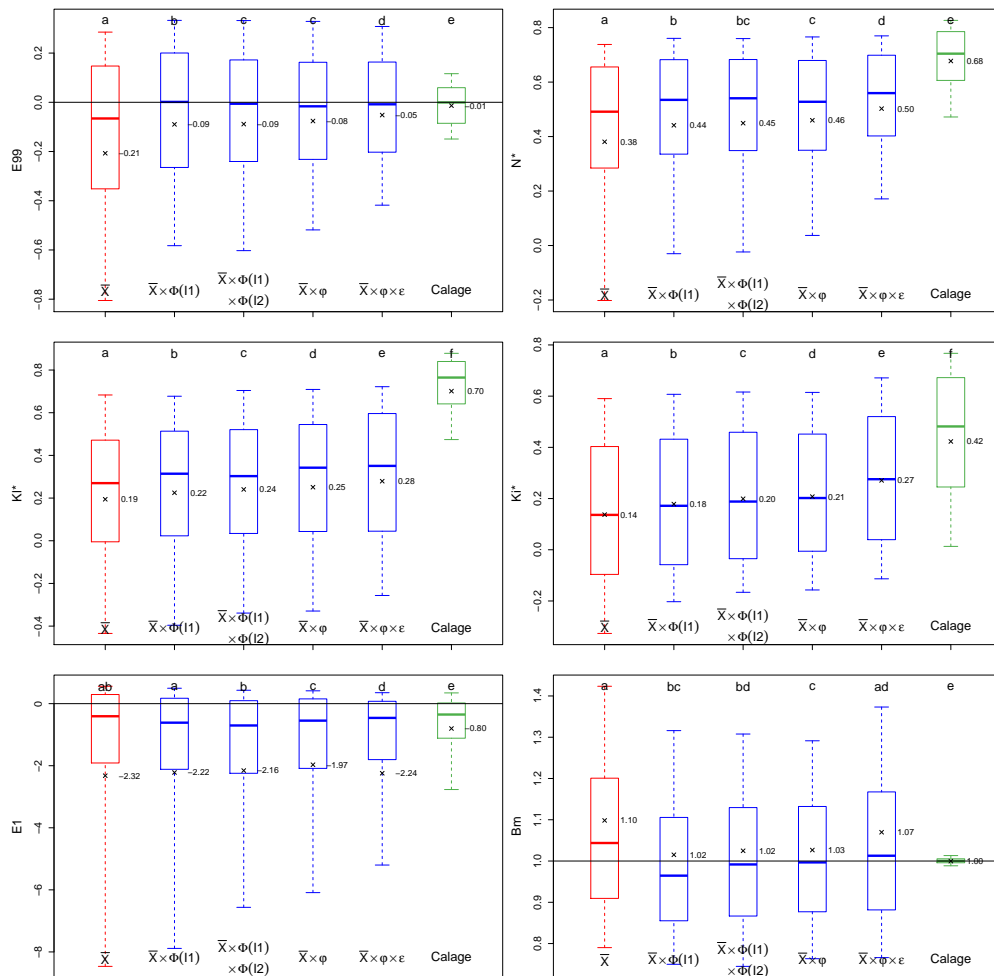 a b c c d e
E99
0.2
0.0
−0.2
−0.4
−0.6
−0.8
−0.21 −0.09 −0.09 −0.08 −0.05 −0.01
X̅ X̅×Φ(I1) X̅×Φ(I1) X̅×φ X̅×φ×ε Calage
×Φ(I2)
a b bc c d e
N*
0.8
0.6
0.4
0.2
0.0
−0.2
0.38 0.44 0.45 0.46 0.50 0.68
X̅ X̅×Φ(I1) X̅×Φ(I1) X̅×φ X̅×φ×ε Calage
×Φ(I2)
a b c d e f
Kl*
0.8
0.6
0.4
0.2
0.0
−0.2
−0.4
0.19 0.22 0.24 0.25 0.28 0.70
X̅ X̅×Φ(I1) X̅×Φ(I1) X̅×φ X̅×φ×ε Calage
×Φ(I2)
a b c d e f
Ki*
0.8
0.6
0.4
0.2
0.0
−0.2
0.14 0.18 0.20 0.21 0.27 0.42
X̅ X̅×Φ(I1) X̅×Φ(I1) X̅×φ X̅×φ×ε Calage
×Φ(I2)
ab a b c d e
E1
0
−2
−4
−6
−8
−2.32 −2.22 −2.16 −1.97 −2.24 −0.80
X̅ X̅×Φ(I1) X̅×Φ(I1) X̅×φ X̅×φ×ε Calage
×Φ(I2)
a bc bd c ad e
Bm
1.4
1.3
1.2
1.1
1.0
0.9
0.8
1.10 1.02 1.02 1.03 1.07 1.00
X̅ X̅×Φ(I1) X̅×Φ(I1) X̅×φ X̅×φ×ε Calage
×Φ(I2)